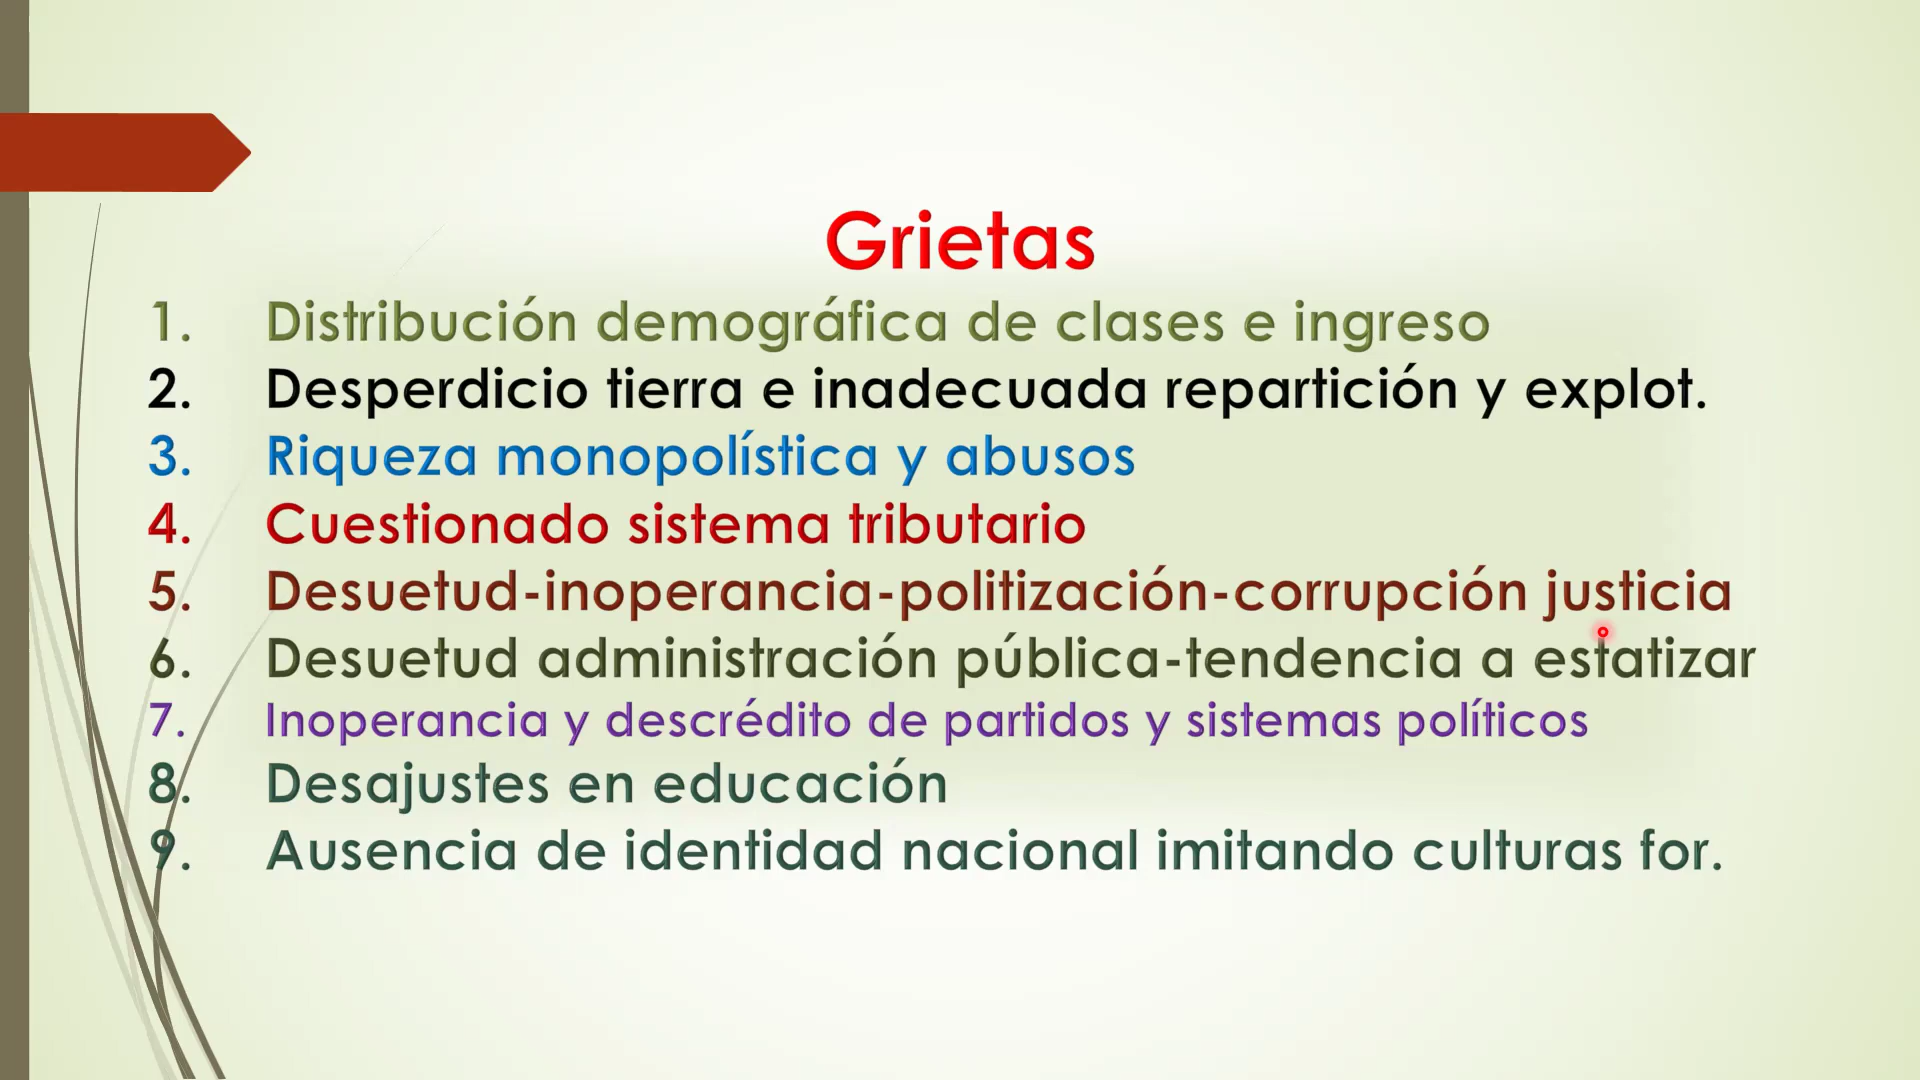 Grietas
1. Distribución demográfica de clases e ingreso
2. Desperdicio tierra e inadecuada repartición y explot.
3. Riqueza monopolística y abusos
4. Cuestionado sistema tributario
5. Desuetud-inoperancia-politización-corrupción justicia
6. Desuetud administración pública-tendencia a estatizar
7. Inoperancia y descrédito de partidos y sistemas políticos
8. Desajustes en educación
9. Ausencia de identidad nacional imitando culturas for.